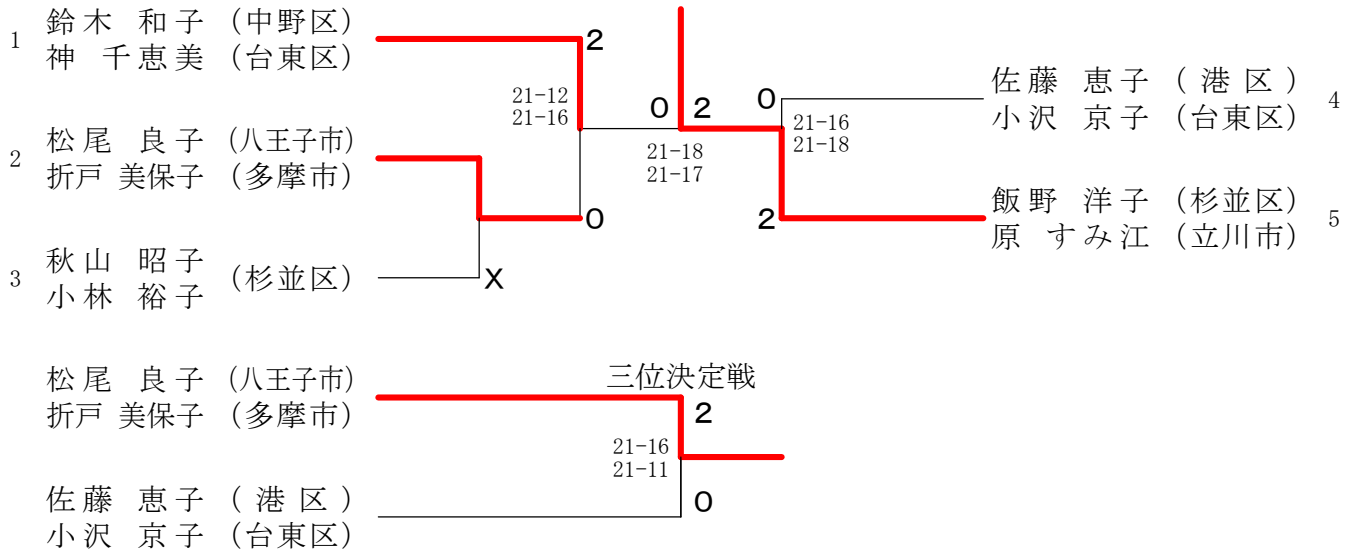 1 鈴木 和子 (中野区)
神 千恵美 (台東区)
2
21-12
21-16
0 2
0
21-16
21-18
佐藤 恵子 (港区) 4
小沢 京子 (台東区)
2 松尾 良子 (八王子市)
折戸 美保子 (多摩市)
21-18
21-17
0
2
飯野 洋子 (杉並区) 5
原 すみ江 (立川市)
3 秋山 昭子 (杉並区)
小林 裕子
X
松尾 良子 (八王子市)
折戸 美保子 (多摩市)
三位決定戦
2
21-16
21-11
0
佐藤 恵子 (港区)
小沢 京子 (台東区)